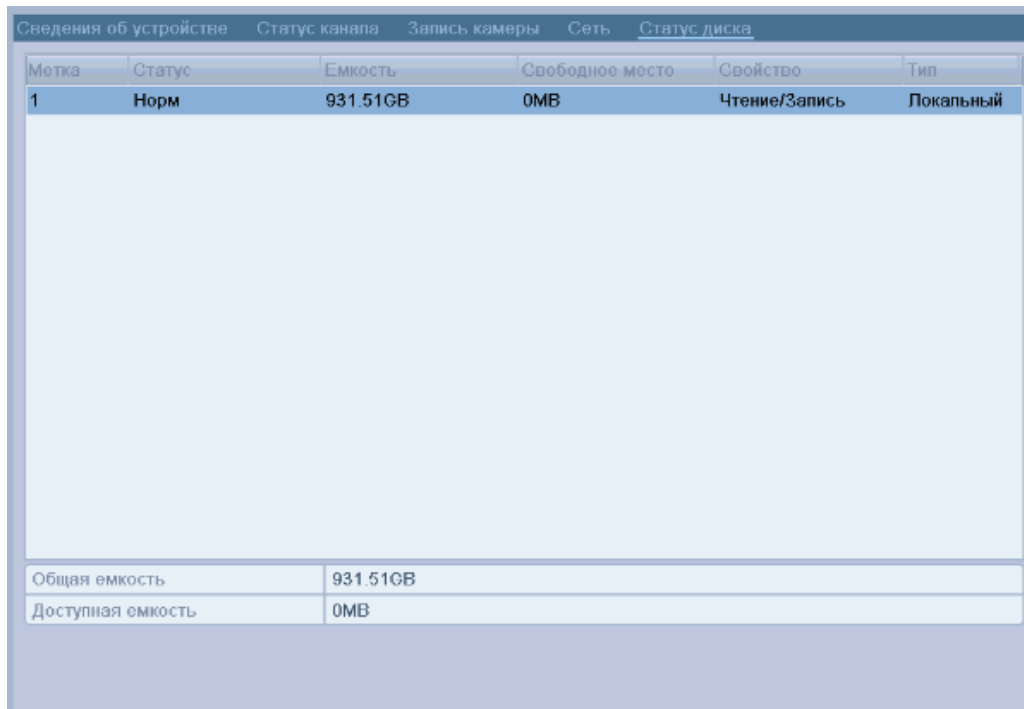 Сведения об устройстве Статус канала Запись камеры Сеть Статус диска
Метка Статус Емкость Свободное место Свойство Тип
1 Норм 931.51GB 0MB Чтение/Запись Локальный
Общая емкость 931.51GB
Доступная емкость 0MB